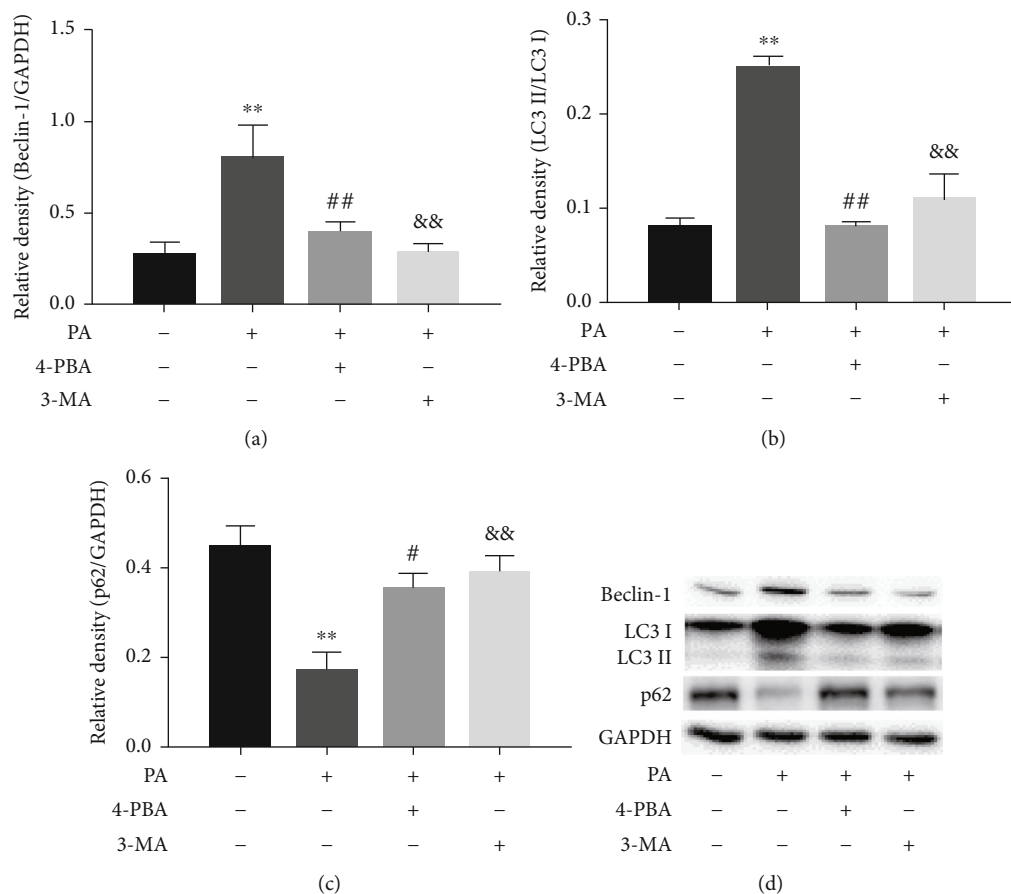 Relative density (Beclin-1/GAPDH)
1.5
1.0
0.5
0.0
**
##
&&
PA − + + +
4-PBA − − + −
3-MA − − − +
(a)
Relative density (LC3 II/LC3 I)
0.3
0.2
0.1
0.0
**
##
&&
PA − + + +
4-PBA − − + −
3-MA − − − +
(b)
Relative density (p62/GAPDH)
0.6
0.4
0.2
0.0
**
#
&&
PA − + + +
4-PBA − − + −
3-MA − − − +
(c)
Beclin-1
LC3 I
LC3 II
p62
GAPDH
PA − + + +
4-PBA − − + −
3-MA − − − +
(d)